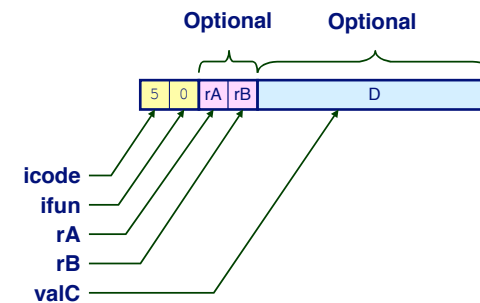 Optional Optional
5 0 rA rB D
icode
ifun
rA
rB
valC